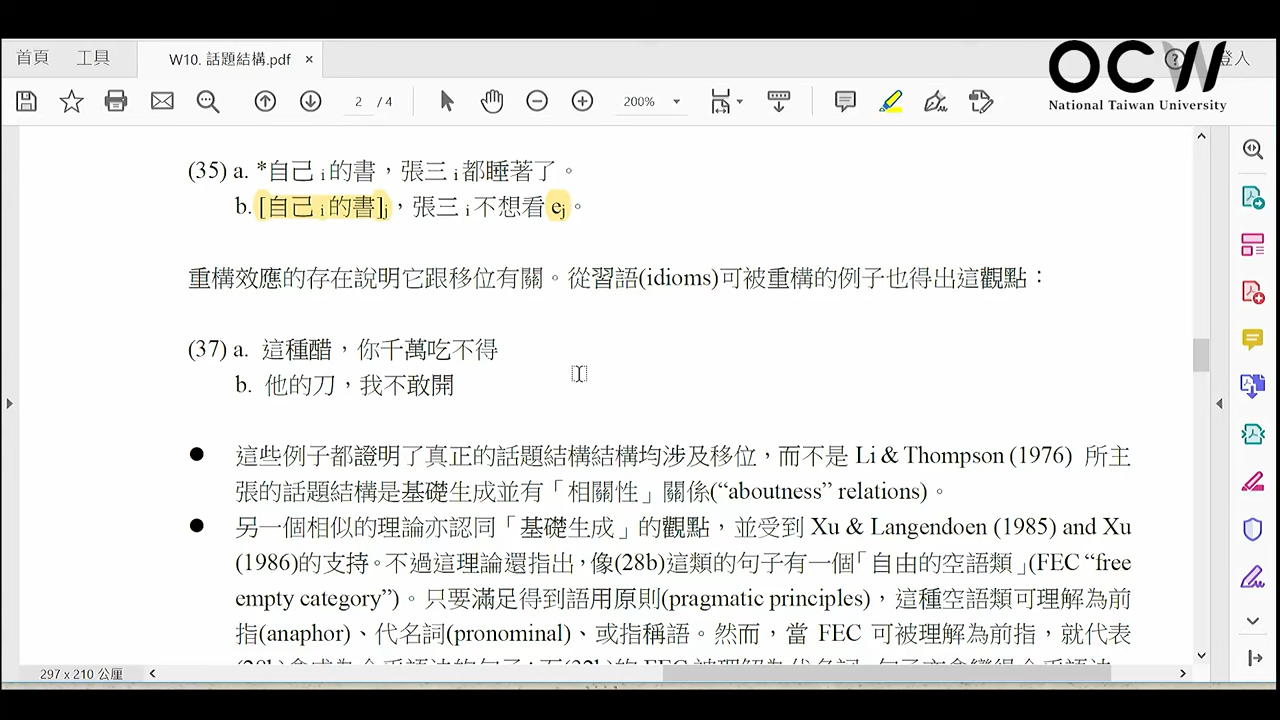 首頁 工具 W10. 話題結構.pdf × OCW 登入
National Taiwan University
2 / 4 200%
(35) a. *自己 i 的書，張三 i 都睡著了。
b. [自己 i 的書]j，張三 i 不想看 ej。
重構效應的存在說明它跟移位有關。從習語(idioms)可被重構的例子也得出這觀點：
(37) a. 這種醋，你千萬吃不得
b. 他的刀，我不敢開
● 這些例子都證明了真正的話題結構結構均涉及移位，而不是 Li & Thompson (1976) 所主
張的話題結構是基礎生成並有「相關性」關係(“aboutness” relations)。
● 另一個相似的理論亦認同「基礎生成」的觀點，並受到 Xu & Langendoen (1985) and Xu
(1986)的支持。不過這理論還指出，像(28b)這類的句子有一個「自由的空語類」(FEC “free
empty category”)。只要滿足得到語用原則(pragmatic principles)，這種空語類可理解為前
指(anaphor)、代名詞(pronominal)、或指稱語。然而，當 FEC 可被理解為前指，就代表
297 x 210 公厘